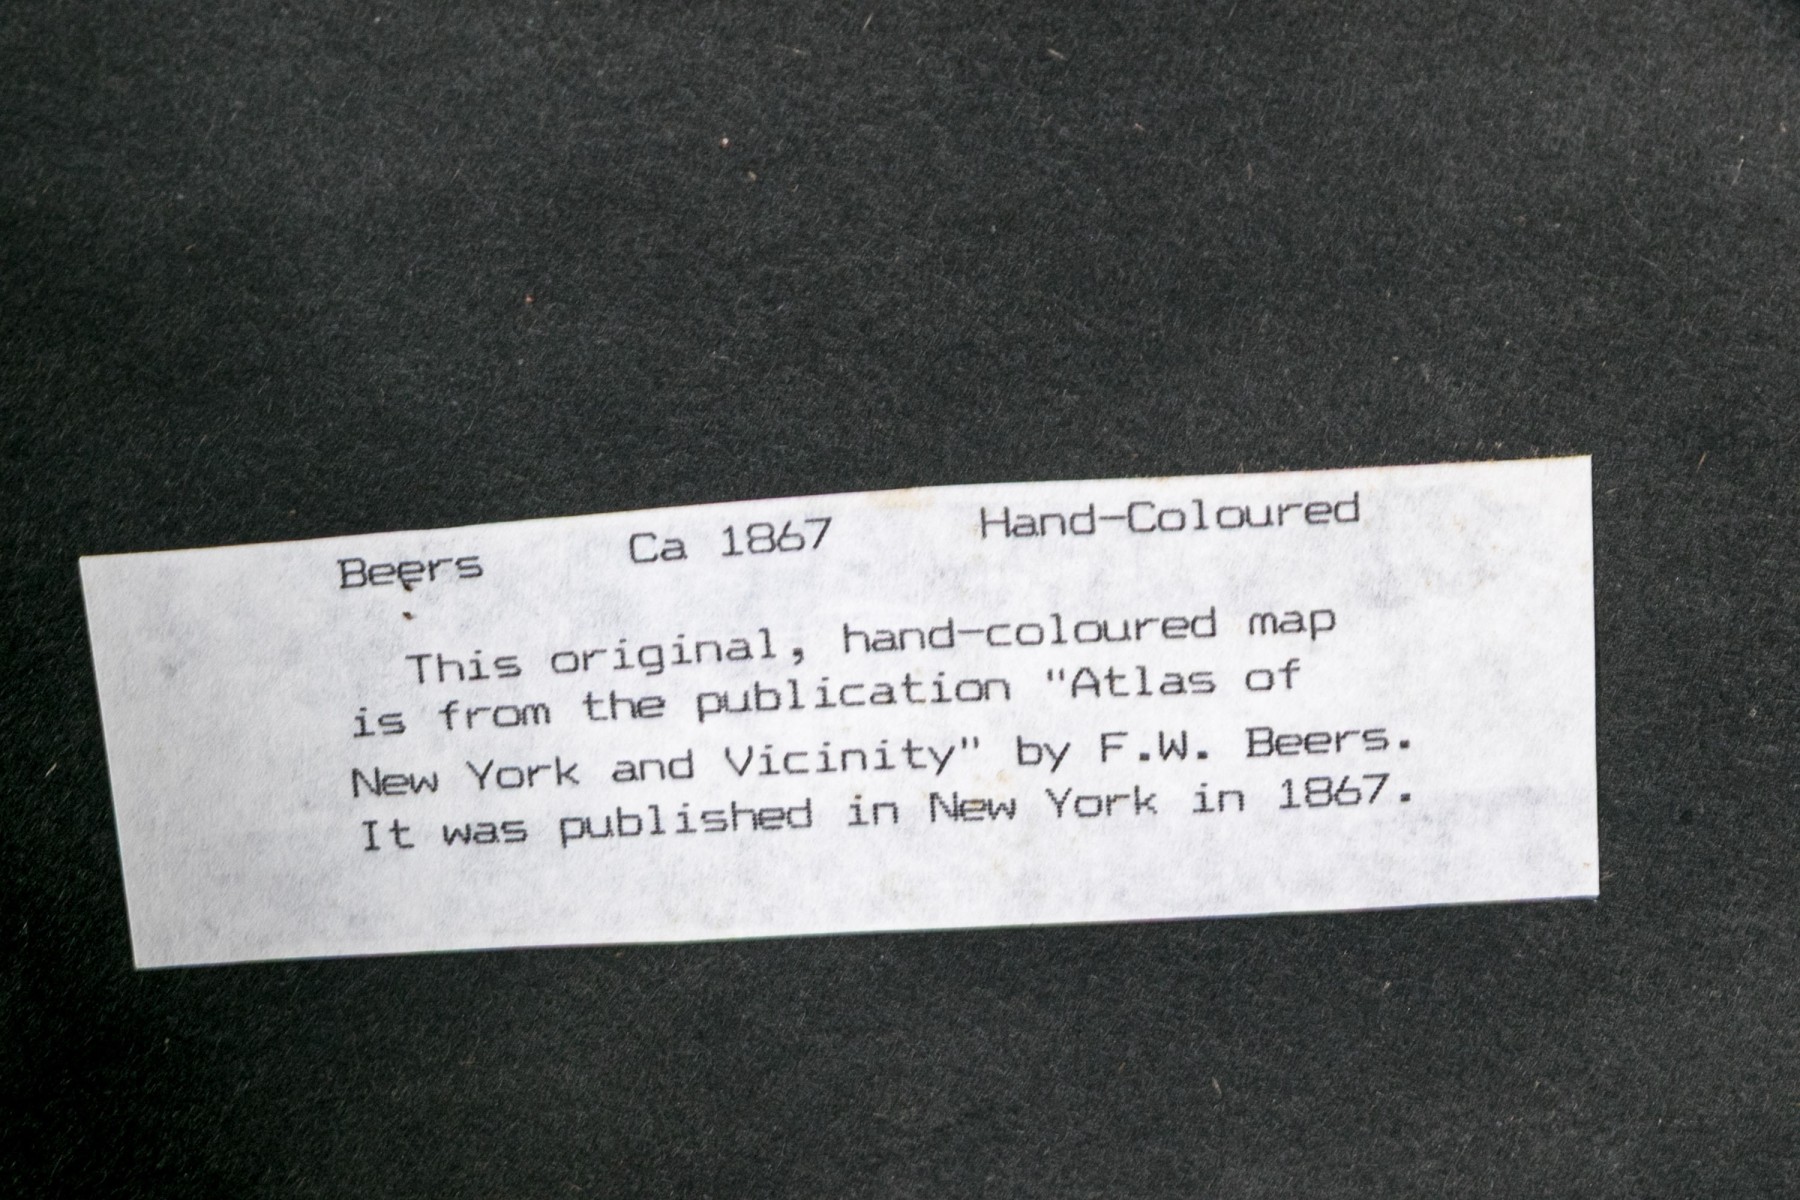 Beers Ca 1867 Hand-Coloured
This original, hand-coloured map
is from the publication "Atlas of
New York and Vicinity" by F.W. Beers.
It was published in New York in 1867.